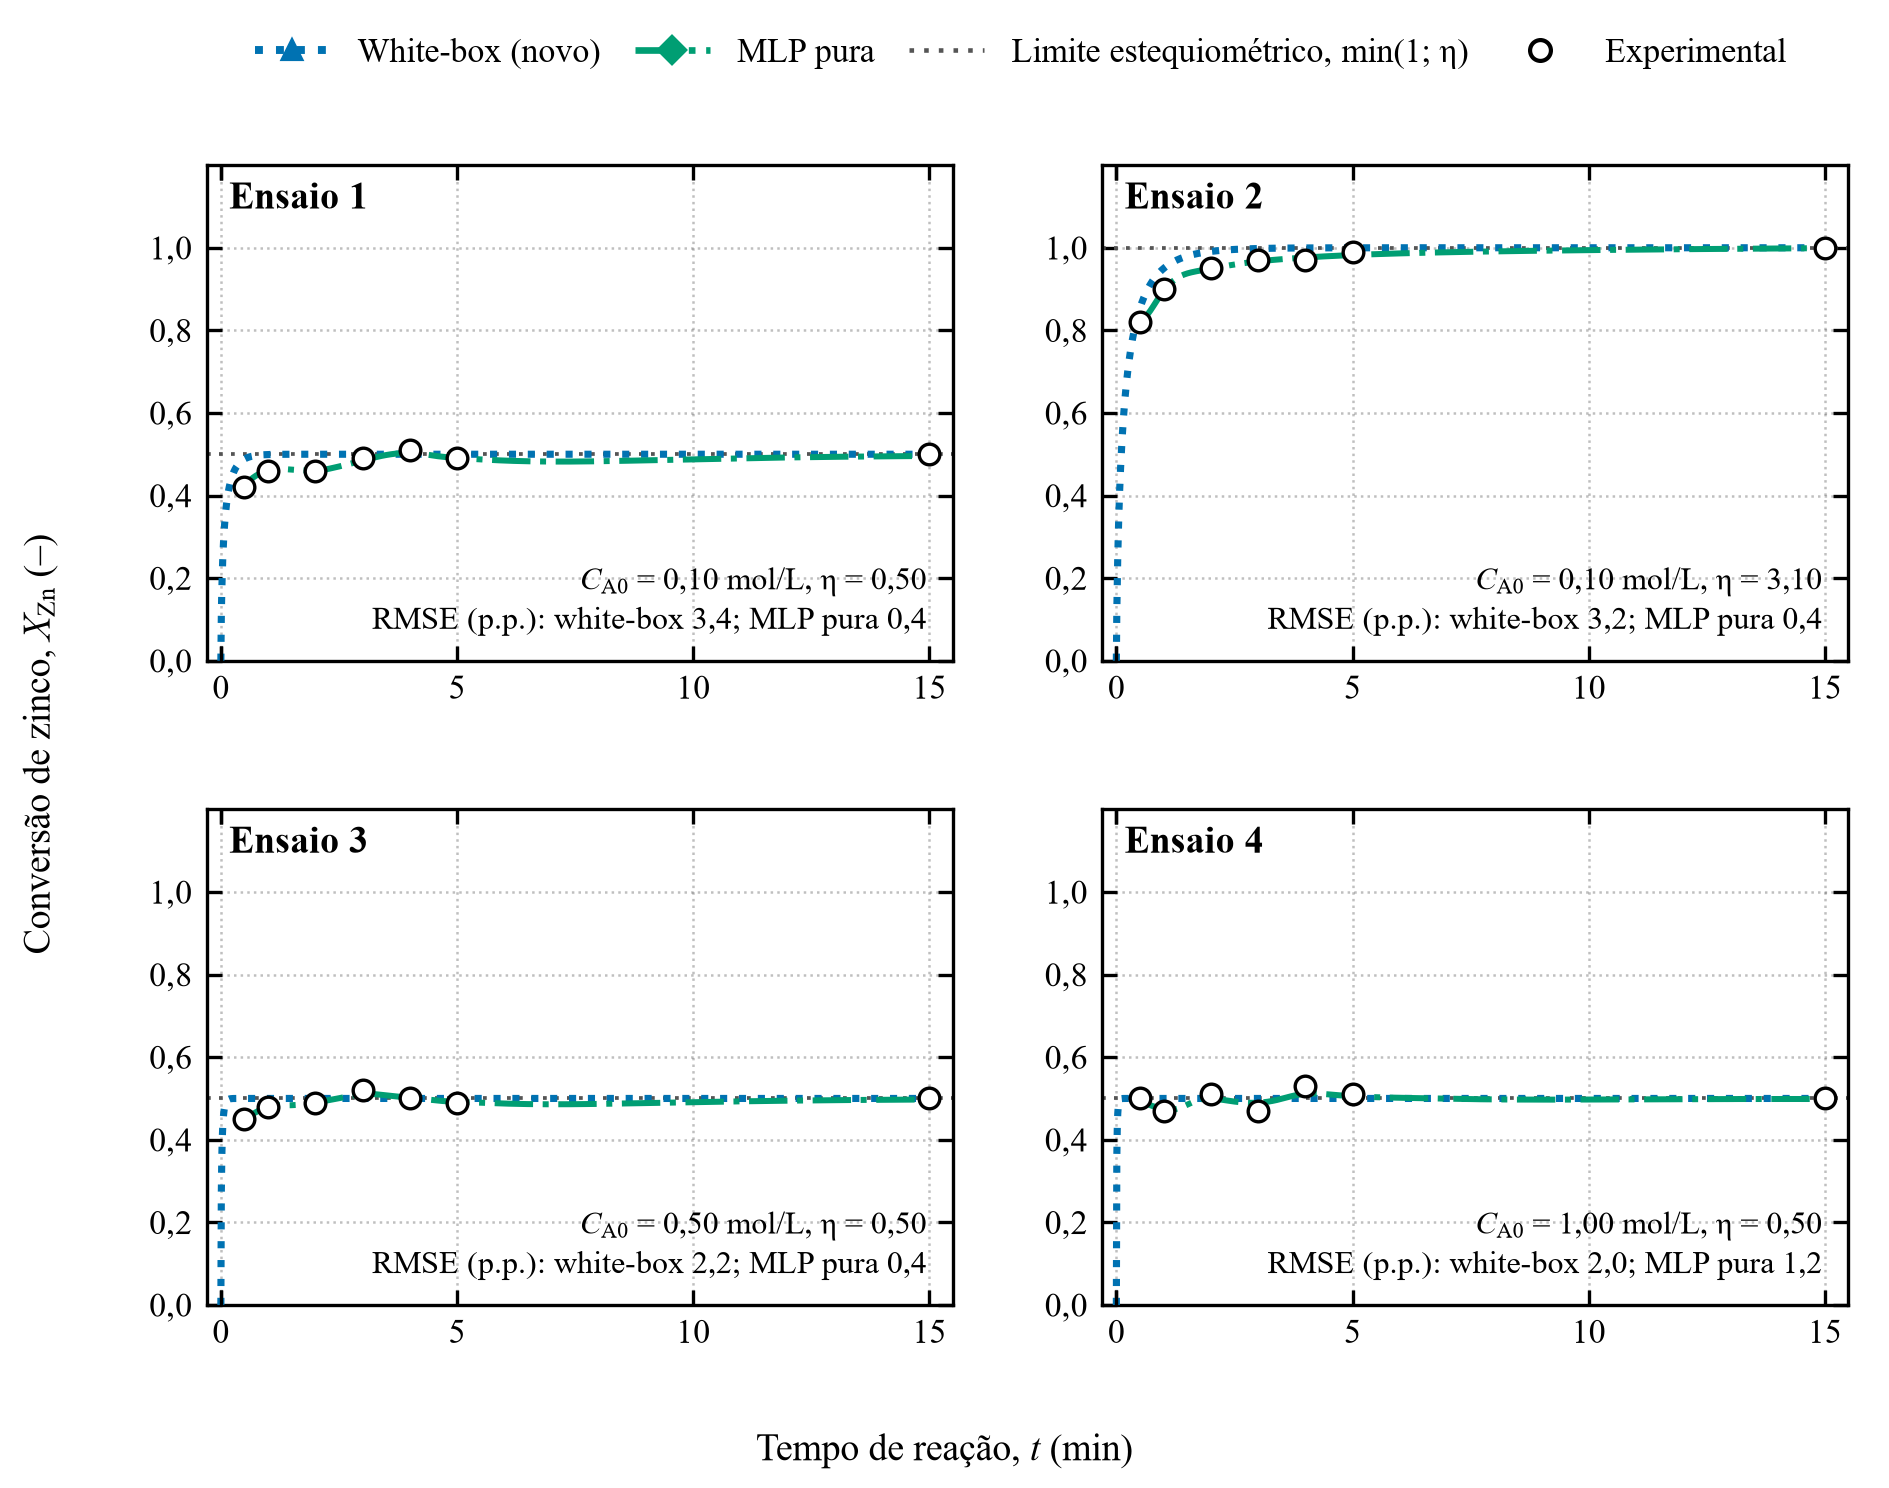 White-box (novo) MLP pura Limite estequiométrico, min(1; η) Experimental
Conversão de zinco, X_Zn (–)
Ensaio 1
1,0
0,8
0,6
0,4
0,2
0,0
C_A0 = 0,10 mol/L, η = 0,50
RMSE (p.p.): white-box 3,4; MLP pura 0,4
0 5 10 15
Ensaio 2
1,0
0,8
0,6
0,4
0,2
0,0
C_A0 = 0,10 mol/L, η = 3,10
RMSE (p.p.): white-box 3,2; MLP pura 0,4
0 5 10 15
Ensaio 3
1,0
0,8
0,6
0,4
0,2
0,0
C_A0 = 0,50 mol/L, η = 0,50
RMSE (p.p.): white-box 2,2; MLP pura 0,4
0 5 10 15
Ensaio 4
1,0
0,8
0,6
0,4
0,2
0,0
C_A0 = 1,00 mol/L, η = 0,50
RMSE (p.p.): white-box 2,0; MLP pura 1,2
0 5 10 15
Tempo de reação, t (min)